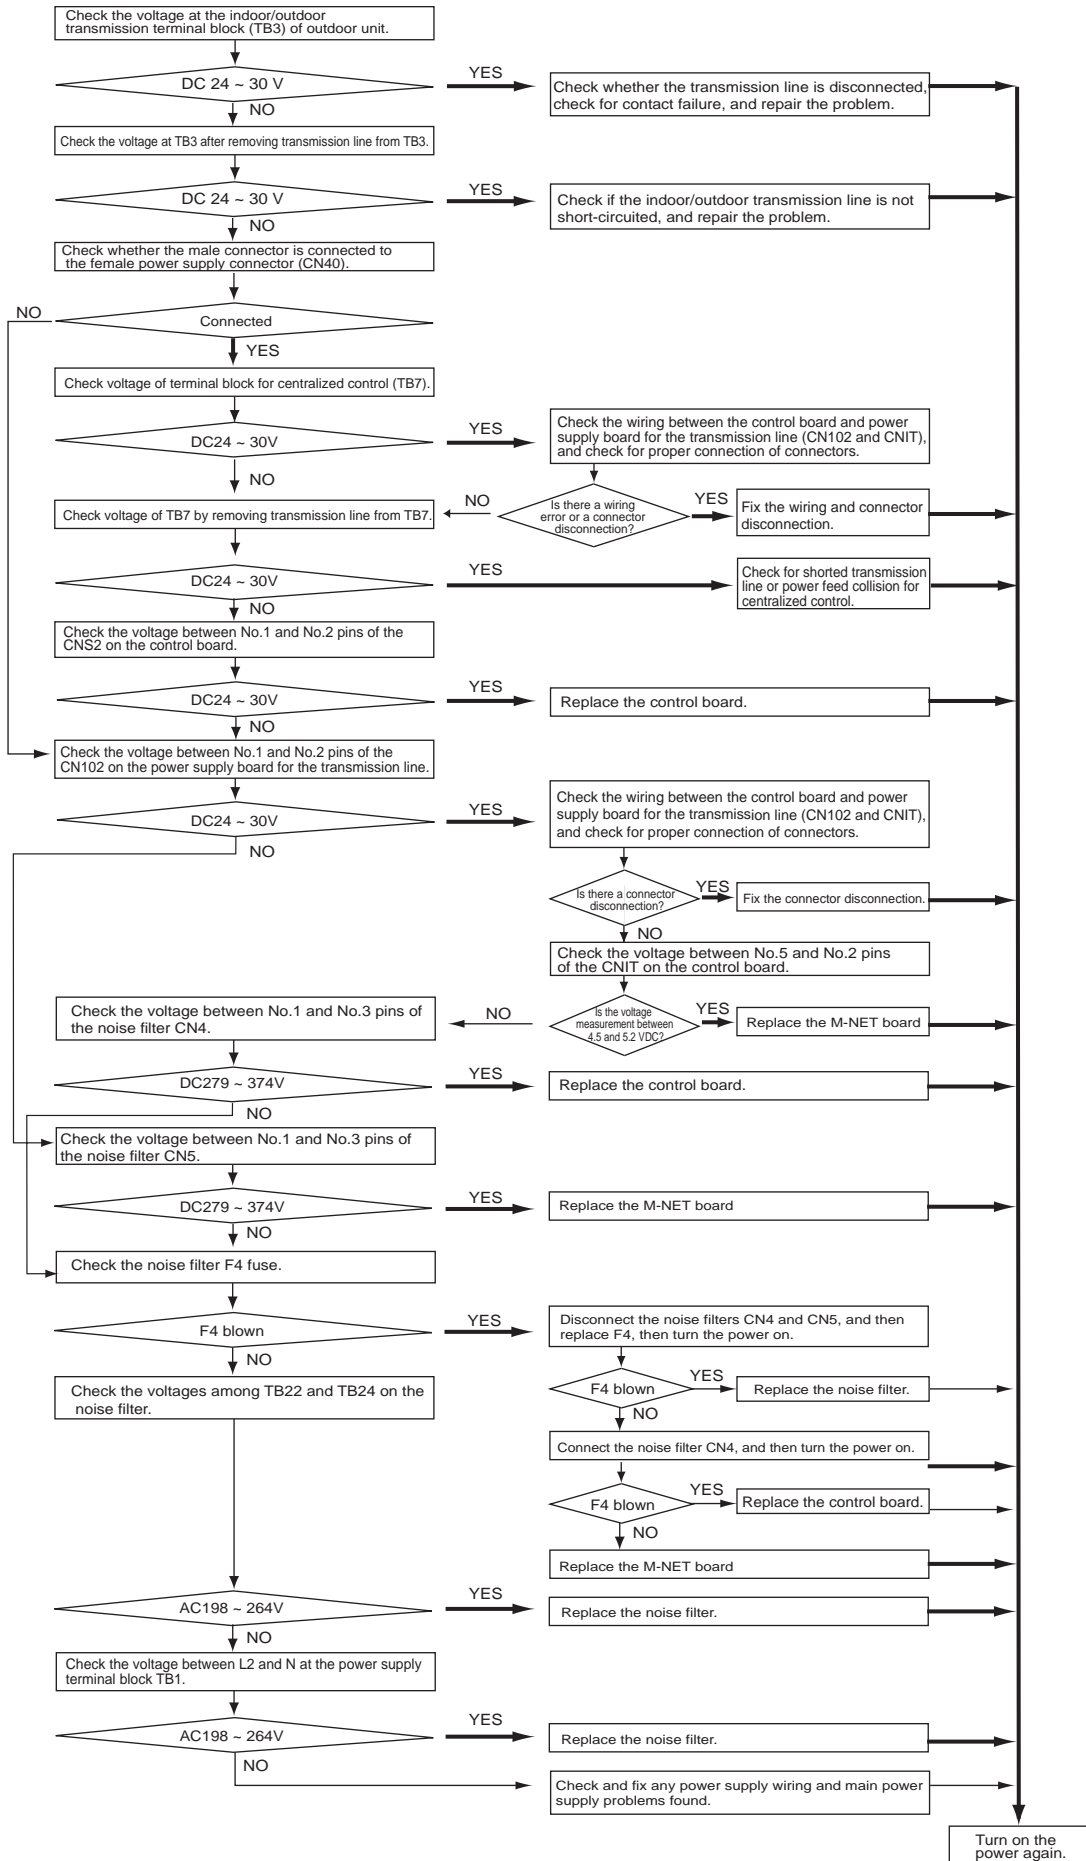 Check the voltage at the indoor/outdoor
transmission terminal block (TB3) of outdoor unit.
DC 24 ~ 30 V
YES
Check whether the transmission line is disconnected,
check for contact failure, and repair the problem.
NO
Check the voltage at TB3 after removing transmission line from TB3.
DC 24 ~ 30 V
YES
Check if the indoor/outdoor transmission line is not
short-circuited, and repair the problem.
NO
Check whether the male connector is connected to
the female power supply connector (CN40).
NO
Connected
YES
Check voltage of terminal block for centralized control (TB7).
DC24 ~ 30V
YES
Check the wiring between the control board and power
supply board for the transmission line (CN102 and CNIT),
and check for proper connection of connectors.
NO
Check voltage of TB7 by removing transmission line from TB7.
NO
Is there a wiring
error or a connector
disconnection?
YES
Fix the wiring and connector
disconnection.
DC24 ~ 30V
YES
Check for shorted transmission
line or power feed collision for
centralized control.
NO
Check the voltage between No.1 and No.2 pins of the
CNS2 on the control board.
DC24 ~ 30V
YES
Replace the control board.
NO
Check the voltage between No.1 and No.2 pins of the
CN102 on the power supply board for the transmission line.
DC24 ~ 30V
YES
Check the wiring between the control board and power
supply board for the transmission line (CN102 and CNIT),
and check for proper connection of connectors.
NO
Is there a connector
disconnection?
YES
Fix the connector disconnection.
NO
Check the voltage between No.5 and No.2 pins
of the CNIT on the control board.
Check the voltage between No.1 and No.3 pins of
the noise filter CN4.
NO
Is the voltage
measurement between
4.5 and 5.2 VDC?
YES
Replace the M-NET board
DC279 ~ 374V
YES
Replace the control board.
NO
Check the voltage between No.1 and No.3 pins of
the noise filter CN5.
DC279 ~ 374V
YES
Replace the M-NET board
NO
Check the noise filter F4 fuse.
F4 blown
YES
Disconnect the noise filters CN4 and CN5, and then
replace F4, then turn the power on.
NO
Check the voltages among TB22 and TB24 on the
noise filter.
F4 blown
YES
Replace the noise filter.
NO
Connect the noise filter CN4, and then turn the power on.
F4 blown
YES
Replace the control board.
NO
Replace the M-NET board
AC198 ~ 264V
YES
Replace the noise filter.
NO
Check the voltage between L2 and N at the power supply
terminal block TB1.
AC198 ~ 264V
YES
Replace the noise filter.
NO
Check and fix any power supply wiring and main power
supply problems found.
Turn on the
power again.